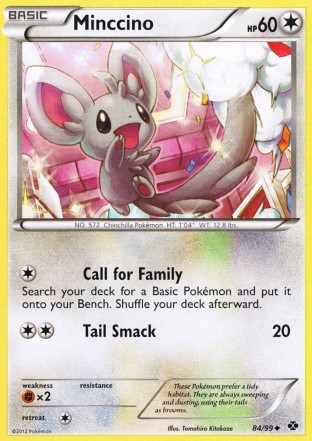 BASIC
Minccino HP60
NO. 572 Chinchilla Pokémon HT: 1'04" WT: 12.8 lbs.
Call for Family
Search your deck for a Basic Pokémon and put it
onto your Bench. Shuffle your deck afterward.
Tail Smack 20
weakness resistance
×2
retreat
These Pokémon prefer a tidy
habitat. They are always sweeping
and dusting, using their tails
as brooms.
©2012 Pokémon
Illus. Tomohiro Kitakaze 84/99